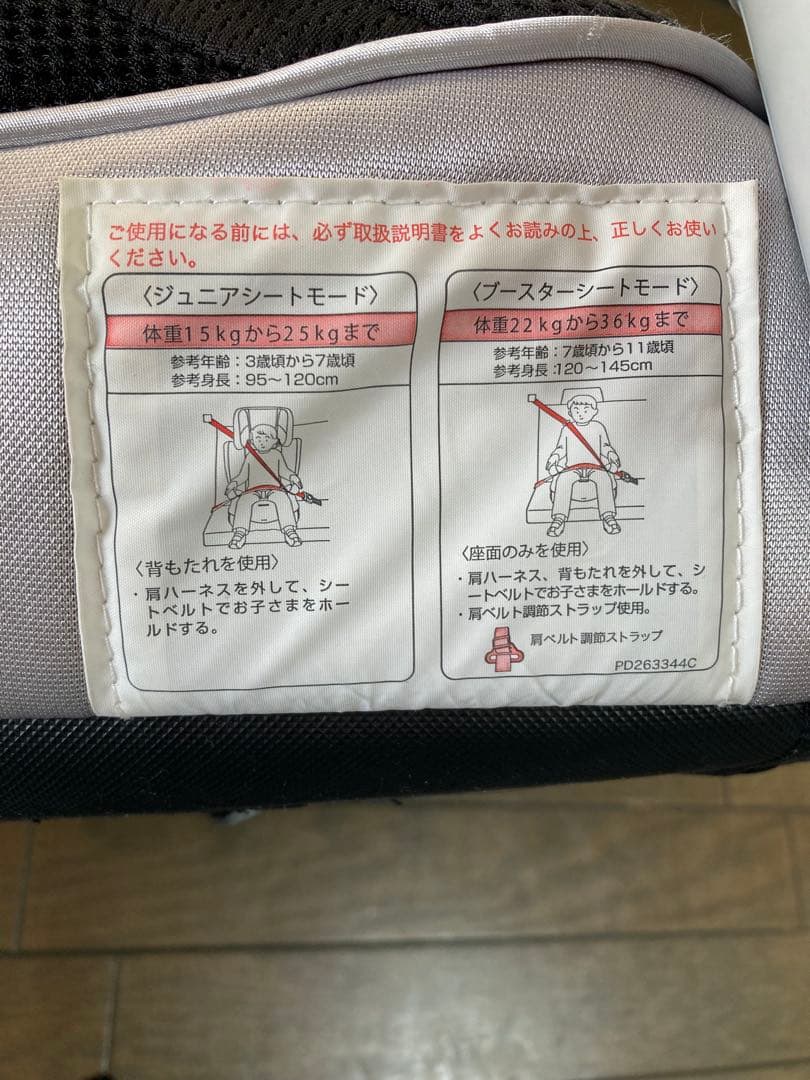 ご使用になる前には、必ず取扱説明書をよくお読みの上、正しくお使い
ください。
〈ジュニアシートモード〉
体重15kgから25kgまで
参考年齢：3歳頃から7歳頃
参考身長：95～120cm
〈背もたれを使用〉
・肩ハーネスを外して、シー
トベルトでお子さまをホー
ルドする。
〈ブースターシートモード〉
体重22kgから36kgまで
参考年齢：7歳頃から11歳頃
参考身長：120～145cm
〈座面のみを使用〉
・肩ハーネス、背もたれを外して、シ
ートベルトでお子さまをホールドする。
・肩ベルト調節ストラップ使用。
肩ベルト調節ストラップ
PD263344C